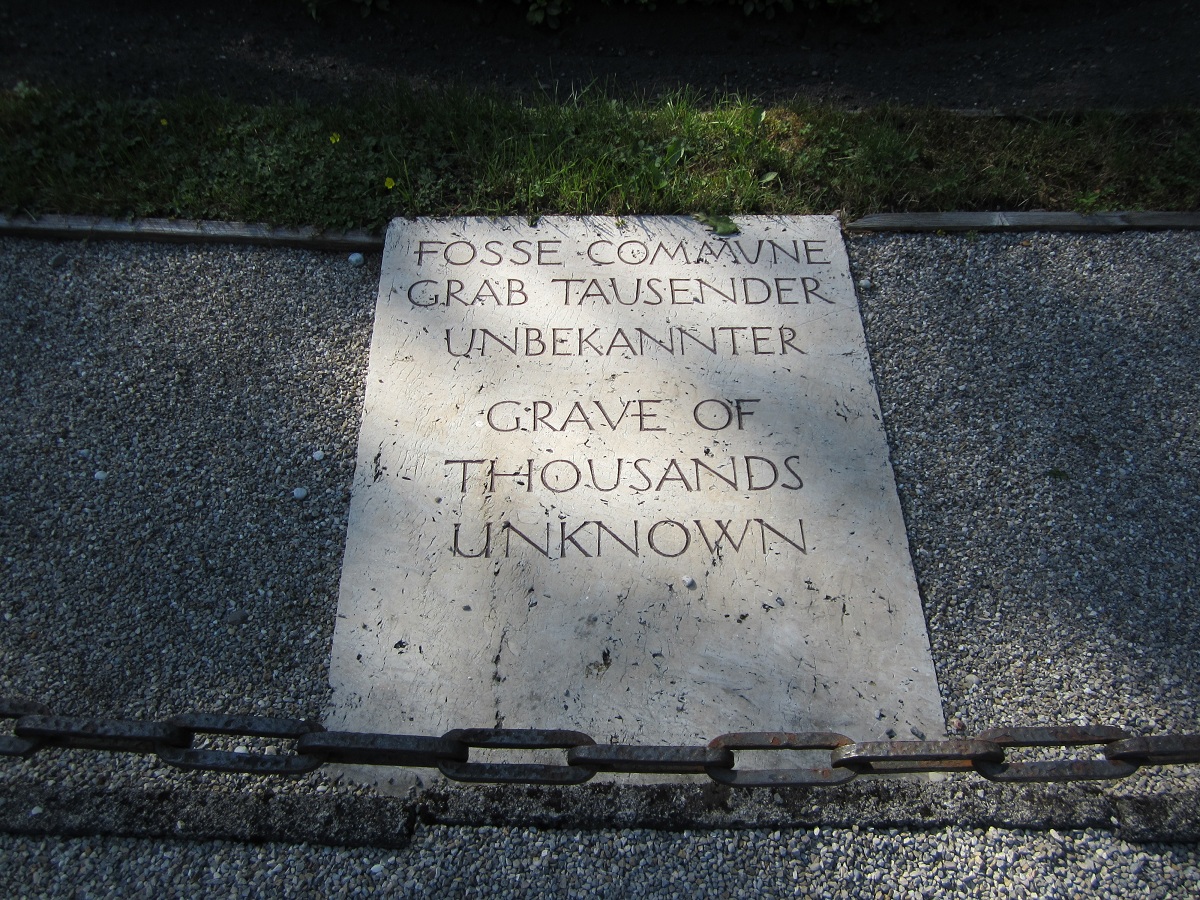 FOSSE COMMUNE
GRAB TAUSENDER
UNBEKANNTER
GRAVE OF
THOUSANDS
UNKNOWN